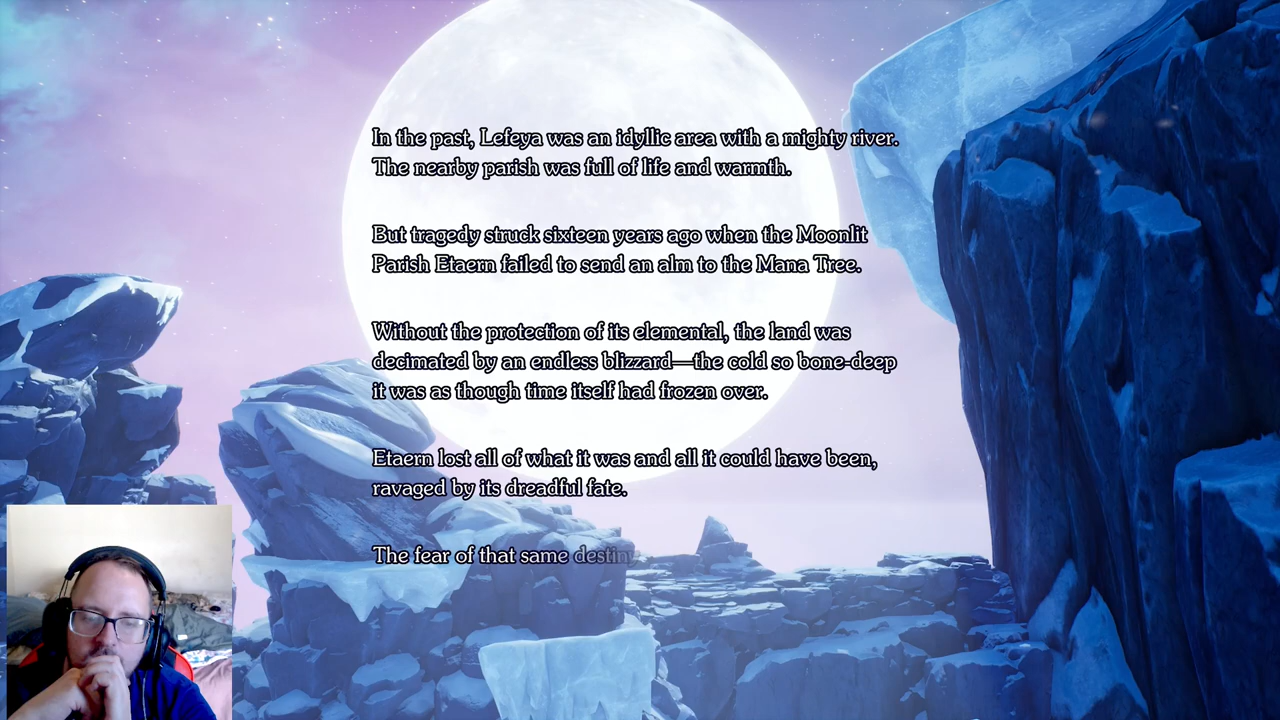 In the past, Lefeya was an idyllic area with a mighty river.
The nearby parish was full of life and warmth.
But tragedy struck sixteen years ago when the Moonlit
Parish Etaern failed to send an alm to the Mana Tree.
Without the protection of its elemental, the land was
decimated by an endless blizzard—the cold so bone-deep
it was as though time itself had frozen over.
Etaern lost all of what it was and all it could have been,
ravaged by its dreadful fate.
The fear of that same destiny